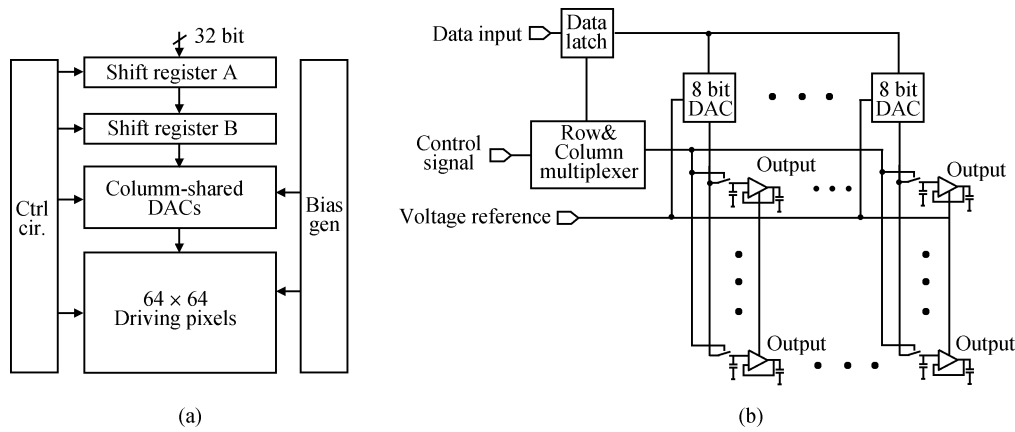 32 bit
Shift register A
Shift register B
Columm-shared
DACs
Ctrl
cir.
Bias
gen
64 × 64
Driving pixels
(a)
Data input
Data
latch
8 bit
DAC
8 bit
DAC
Control
signal
Row&
Column
multiplexer
Output
Output
Voltage reference
Output
Output
(b)